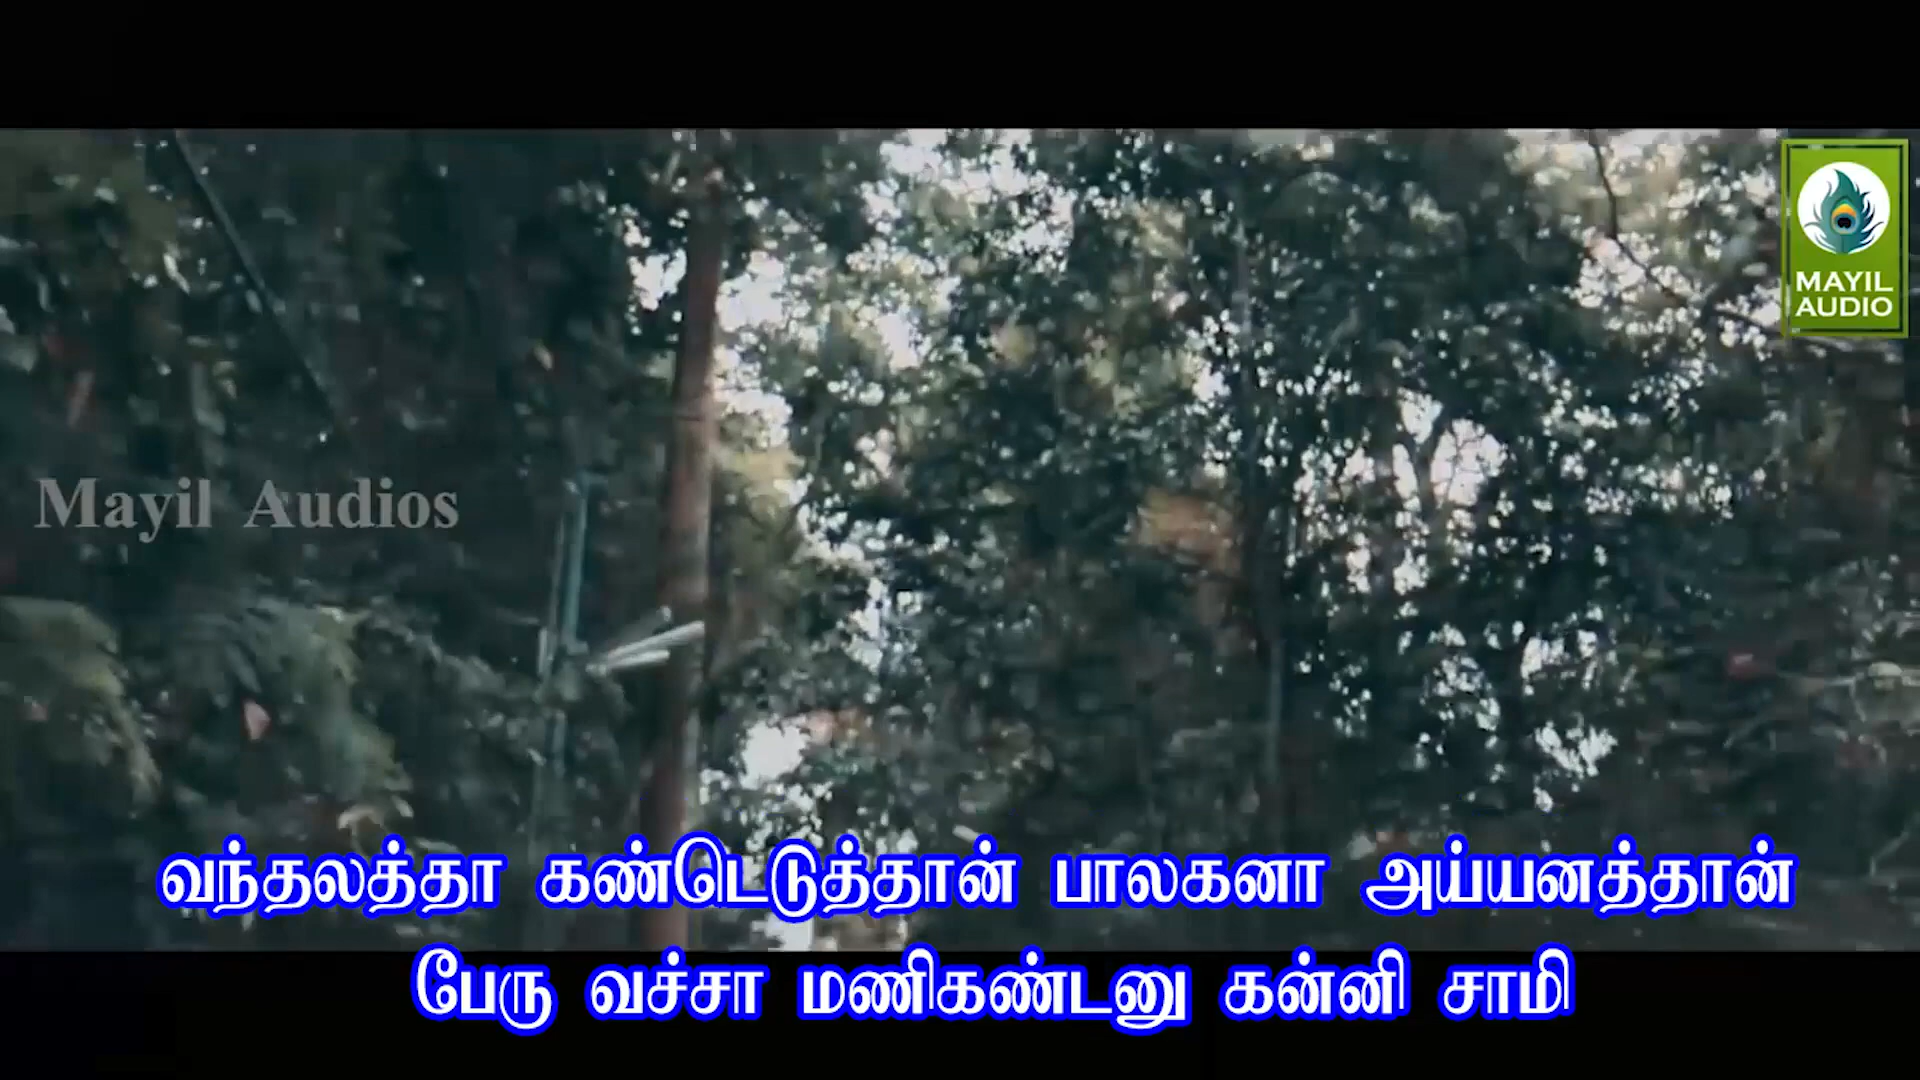 MAYIL
AUDIO
Mayil Audios
வந்தலத்தா கண்டெடுத்தான் பாலகனா அய்யனத்தான்
பேரு வச்சா மணிகண்டனு கன்னி சாமி